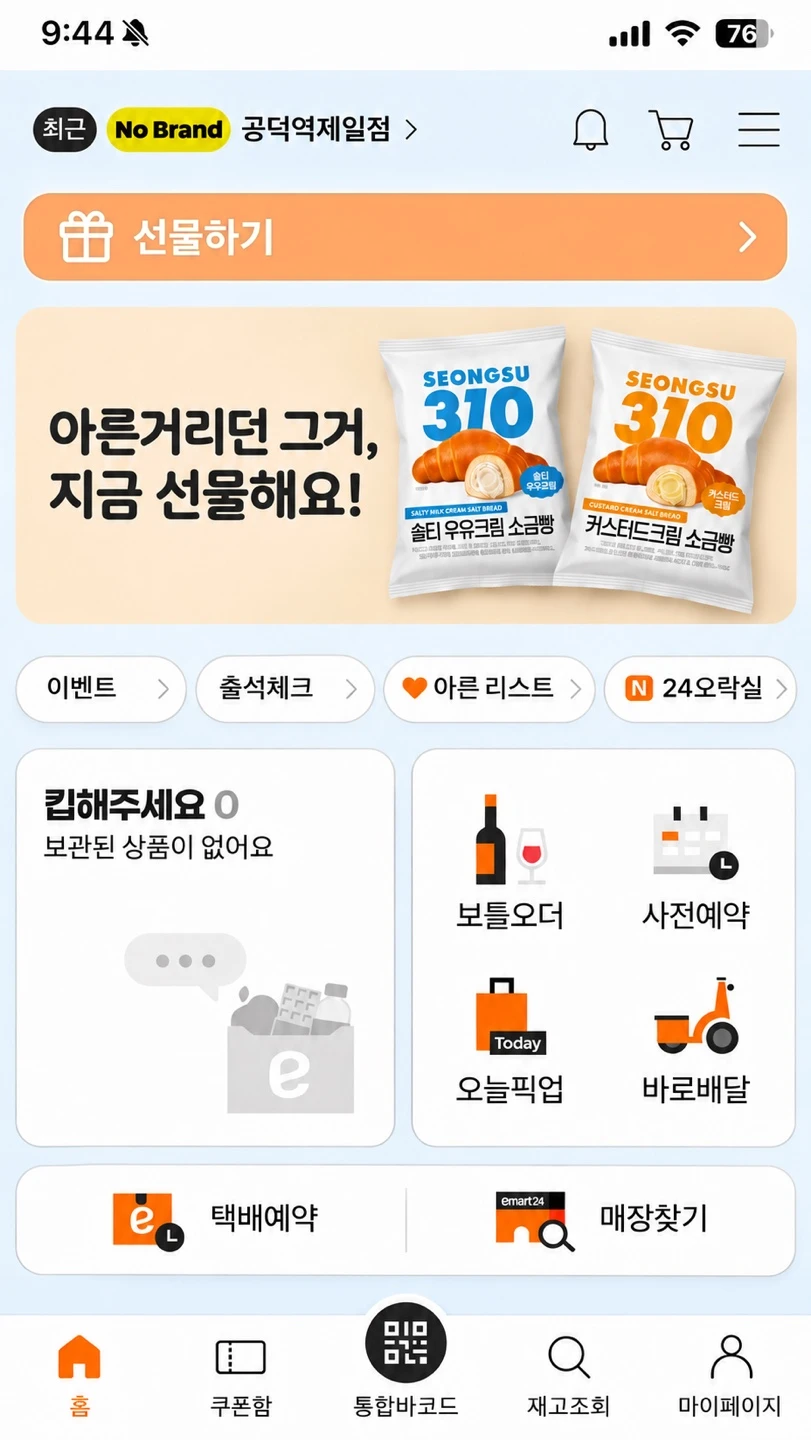 9:44
76
최근 No Brand 공덕역제일점
선물하기
아른거리던 그거,
지금 선물해요!
SEONGSU
310
솔티
우우크림
SALTY MILK CREAM SALT BREAD
솔티 우유크림 소금빵
SEONGSU
310
커스터드
크림
CUSTARD CREAM SALT BREAD
커스터드크림 소금빵
이벤트
출석체크
아른 리스트
N 24오락실
킵해주세요 0
보관된 상품이 없어요
e
보틀오더
사전예약
Today
오늘픽업
바로배달
e
택배예약
emart24
매장찾기
홈
쿠폰함
통합바코드
재고조회
마이페이지